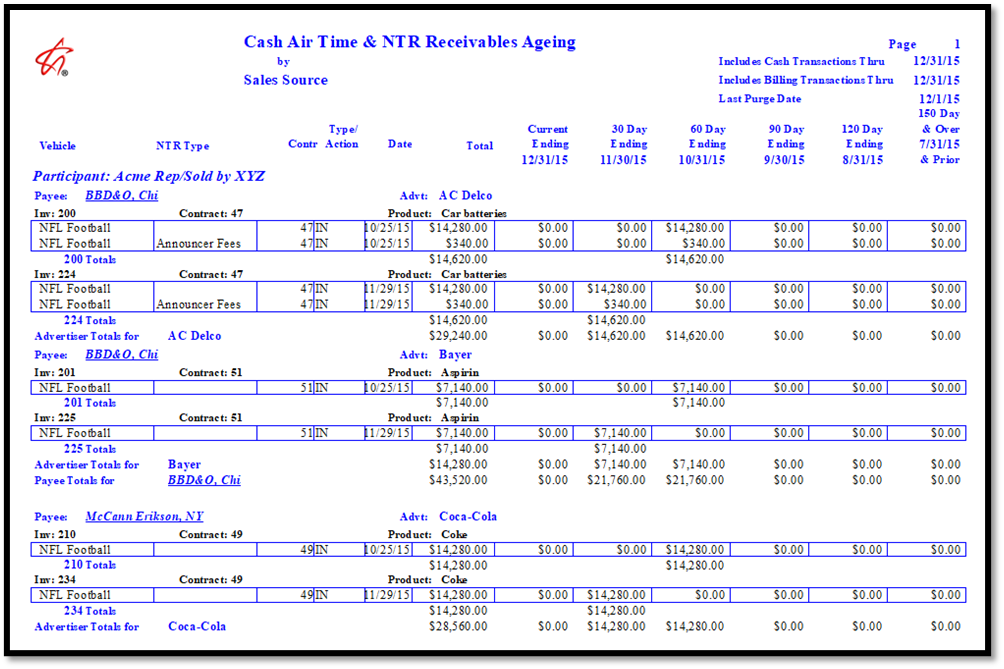 Cash Air Time & NTR Receivables Ageing
by
Sales Source
Page 1
Includes Cash Transactions Thru 12/31/15
Includes Billing Transactions Thru 12/31/15
Last Purge Date 12/1/15
150 Day
Type/ Current 30 Day 60 Day 90 Day 120 Day & Over
Vehicle NTR Type Contr Action Date Total Ending Ending Ending Ending Ending 7/31/15
12/31/15 11/30/15 10/31/15 9/30/15 8/31/15 & Prior
Participant: Acme Rep/Sold by XYZ
Payee: BBD&O, Chi Advt: AC Delco
Inv: 200 Contract: 47 Product: Car batteries
NFL Football 47 IN 10/25/15 $14,280.00 $0.00 $0.00 $14,280.00 $0.00 $0.00 $0.00
NFL Football Announcer Fees 47 IN 10/25/15 $340.00 $0.00 $0.00 $340.00 $0.00 $0.00 $0.00
200 Totals $14,620.00 $14,620.00
Inv: 224 Contract: 47 Product: Car batteries
NFL Football 47 IN 11/29/15 $14,280.00 $0.00 $14,280.00 $0.00 $0.00 $0.00 $0.00
NFL Football Announcer Fees 47 IN 11/29/15 $340.00 $0.00 $340.00 $0.00 $0.00 $0.00 $0.00
224 Totals $14,620.00 $14,620.00
Advertiser Totals for AC Delco $29,240.00 $0.00 $14,620.00 $14,620.00 $0.00 $0.00 $0.00
Payee: BBD&O, Chi Advt: Bayer
Inv: 201 Contract: 51 Product: Aspirin
NFL Football 51 IN 10/25/15 $7,140.00 $0.00 $0.00 $7,140.00 $0.00 $0.00 $0.00
201 Totals $7,140.00 $7,140.00
Inv: 225 Contract: 51 Product: Aspirin
NFL Football 51 IN 11/29/15 $7,140.00 $0.00 $7,140.00 $0.00 $0.00 $0.00 $0.00
225 Totals $7,140.00 $7,140.00
Advertiser Totals for Bayer $14,280.00 $0.00 $7,140.00 $7,140.00 $0.00 $0.00 $0.00
Payee Totals for BBD&O, Chi $43,520.00 $0.00 $21,760.00 $21,760.00 $0.00 $0.00 $0.00
Payee: McCann Erikson, NY Advt: Coca-Cola
Inv: 210 Contract: 49 Product: Coke
NFL Football 49 IN 10/25/15 $14,280.00 $0.00 $0.00 $14,280.00 $0.00 $0.00 $0.00
210 Totals $14,280.00 $14,280.00
Inv: 234 Contract: 49 Product: Coke
NFL Football 49 IN 11/29/15 $14,280.00 $0.00 $14,280.00 $0.00 $0.00 $0.00 $0.00
234 Totals $14,280.00 $14,280.00
Advertiser Totals for Coca-Cola $28,560.00 $0.00 $14,280.00 $14,280.00 $0.00 $0.00 $0.00